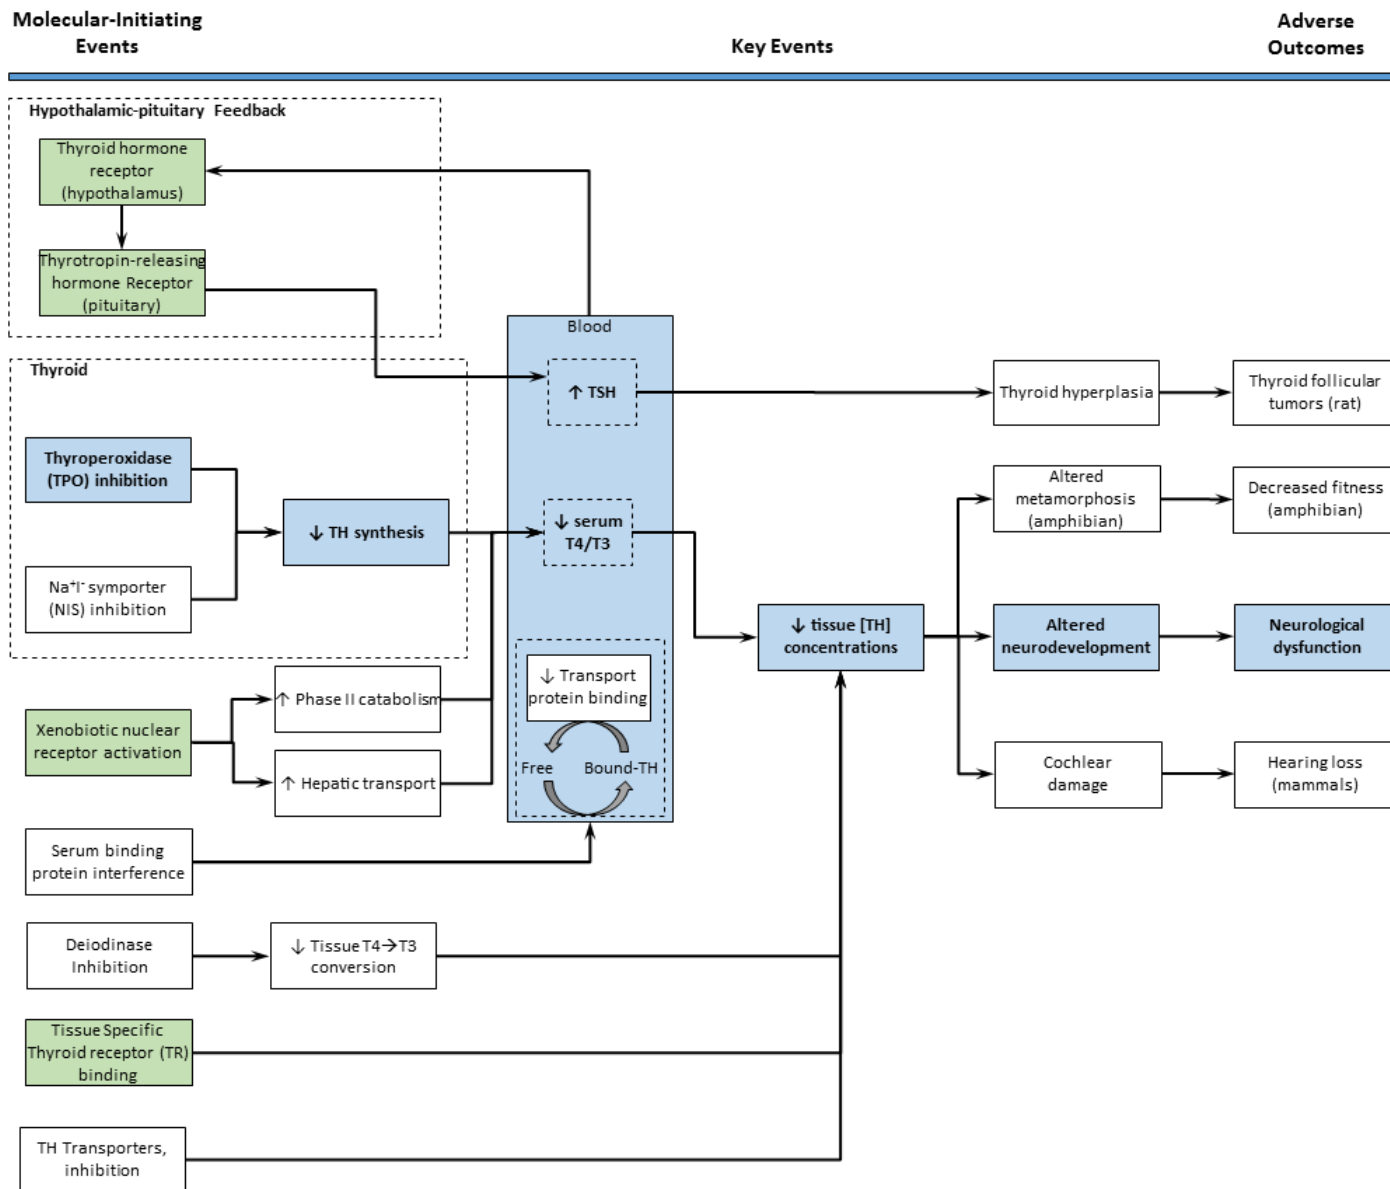 Molecular-Initiating
Events
Key Events
Adverse
Outcomes
Hypothalamic-pituitary Feedback
Thyroid hormone
receptor
(hypothalamus)
Thyrotropin-releasing
hormone Receptor
(pituitary)
Blood
↑ TSH
Thyroid hyperplasia
Thyroid follicular
tumors (rat)
Thyroid
Thyroperoxidase
(TPO) inhibition
↓ TH synthesis
Na⁺I⁻ symporter
(NIS) inhibition
↓ serum
T4/T3
Altered
metamorphosis
(amphibian)
Decreased fitness
(amphibian)
↓ tissue [TH]
concentrations
Altered
neurodevelopment
Neurological
dysfunction
↓ Transport
protein binding
Free
Bound-TH
Xenobiotic nuclear
receptor activation
↑ Phase II catabolism
↑ Hepatic transport
Cochlear
damage
Hearing loss
(mammals)
Serum binding
protein interference
Deiodinase
Inhibition
↓ Tissue T4→T3
conversion
Tissue Specific
Thyroid receptor (TR)
binding
TH Transporters,
inhibition